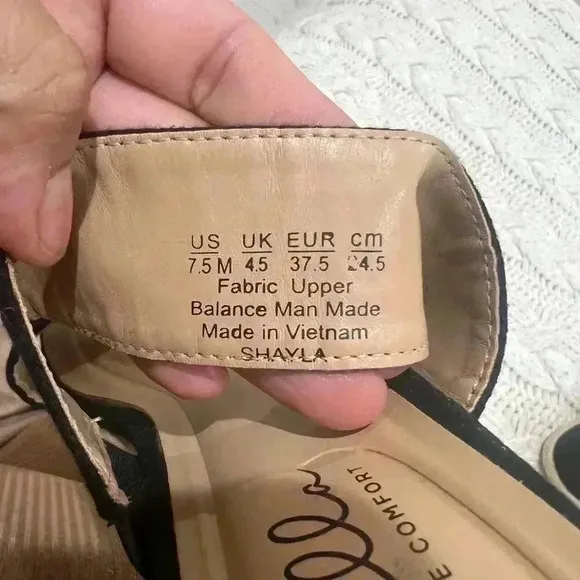 US UK EUR cm
7.5 M 4.5 37.5 24.5
Fabric Upper
Balance Man Made
Made in Vietnam
SHAYLA
COMFORT